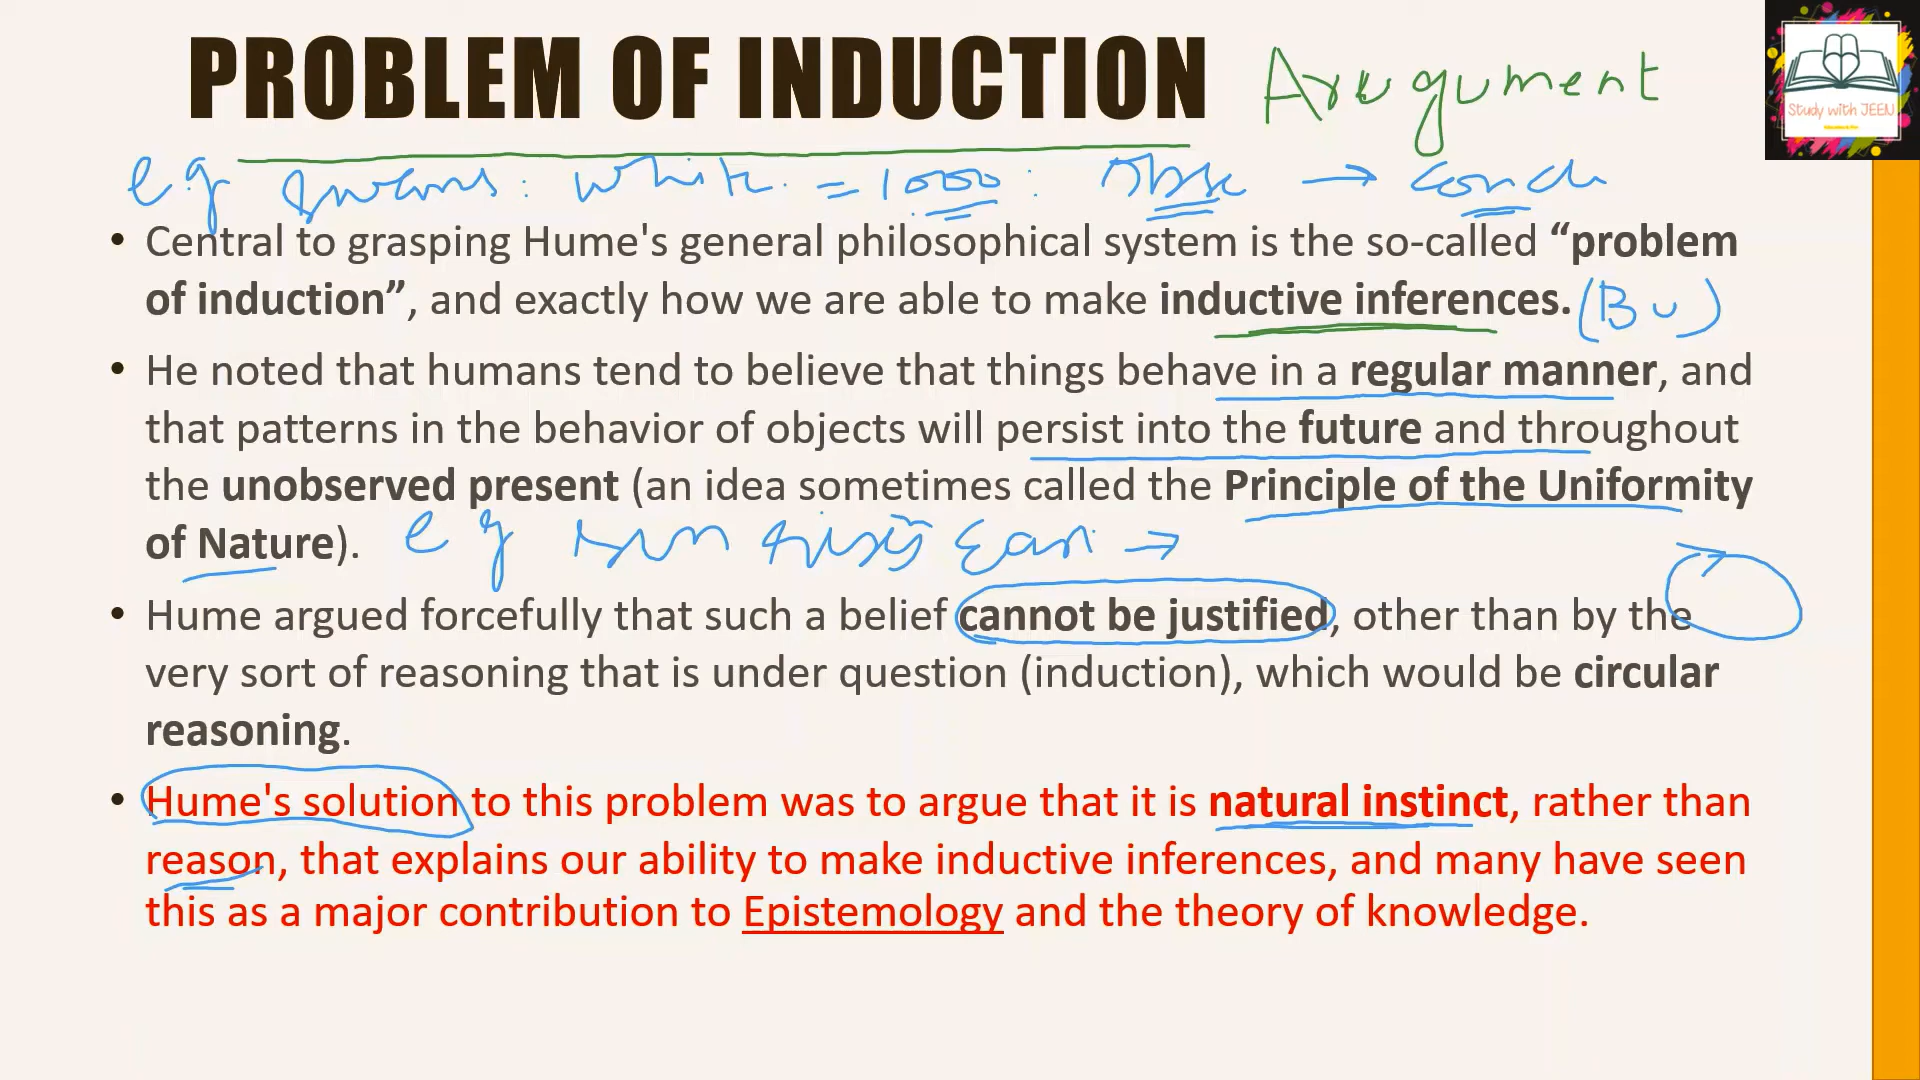 PROBLEM OF INDUCTION Arugument
Study with JEEN
eg swans: white = 1000: obse → conclu
• Central to grasping Hume's general philosophical system is the so-called “problem
of induction”, and exactly how we are able to make inductive inferences. (BU)
• He noted that humans tend to believe that things behave in a regular manner, and
that patterns in the behavior of objects will persist into the future and throughout
the unobserved present (an idea sometimes called the Principle of the Uniformity
of Nature). eg sun rises East →
• Hume argued forcefully that such a belief cannot be justified, other than by the
very sort of reasoning that is under question (induction), which would be circular
reasoning.
• Hume's solution to this problem was to argue that it is natural instinct, rather than
reason, that explains our ability to make inductive inferences, and many have seen
this as a major contribution to Epistemology and the theory of knowledge.